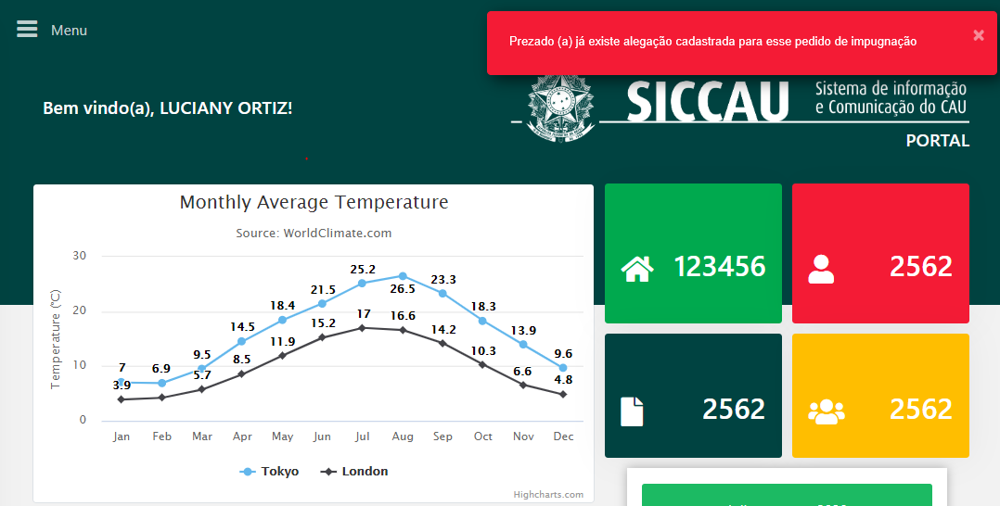 Menu
Prezado (a) já existe alegação cadastrada para esse pedido de impugnação
×
Bem vindo(a), LUCIANY ORTIZ!
SICCAU
Sistema de informação
e Comunicação do CAU
PORTAL
Monthly Average Temperature
Source: WorldClimate.com
Temperature (°C)
30
20
10
0
7
6.9
9.5
14.5
18.4
21.5
25.2
26.5
23.3
18.3
13.9
9.6
3.9
5.7
8.5
11.9
15.2
17
16.6
14.2
10.3
6.6
4.8
Jan Feb Mar Apr May Jun Jul Aug Sep Oct Nov Dec
Tokyo London
Highcharts.com
123456
2562
2562
2562